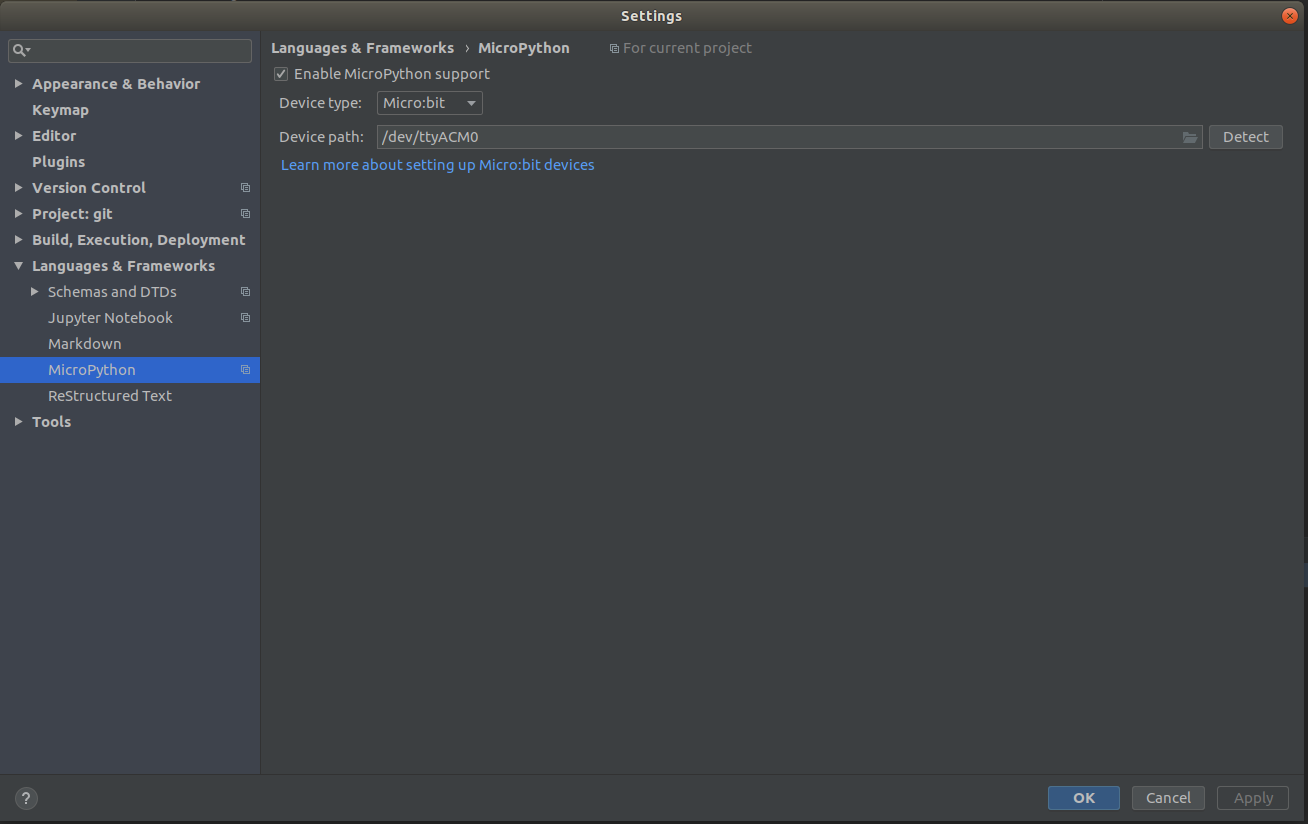 Settings
Languages & Frameworks › MicroPython For current project
Enable MicroPython support
Device type: Micro:bit
Device path: /dev/ttyACM0 Detect
Learn more about setting up Micro:bit devices
Appearance & Behavior
Keymap
Editor
Plugins
Version Control
Project: git
Build, Execution, Deployment
Languages & Frameworks
Schemas and DTDs
Jupyter Notebook
Markdown
MicroPython
ReStructured Text
Tools
? OK Cancel Apply